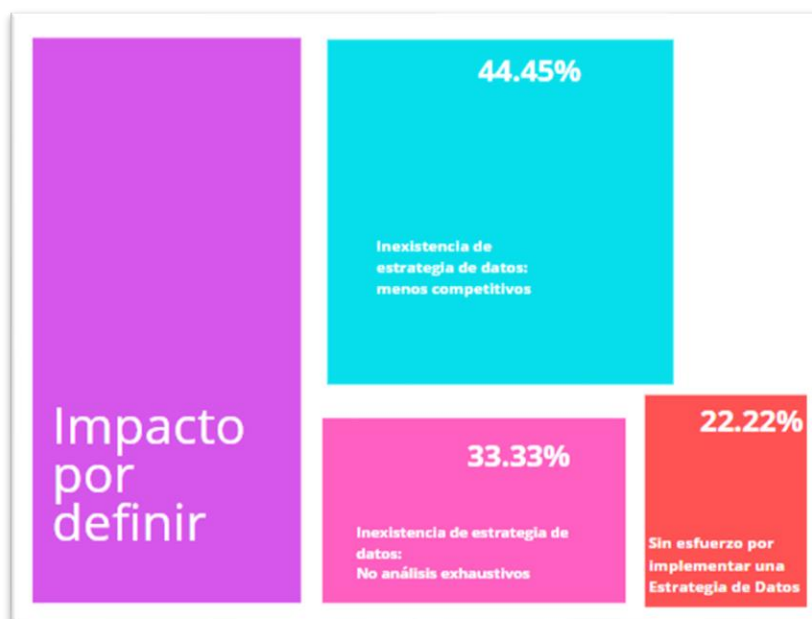 Impacto
por
definir
44.45%
Inexistencia de
estrategia de datos:
menos competitivos
33.33%
Inexistencia de estrategia de
datos:
No análisis exhaustivos
22.22%
Sin esfuerzo por
Implementar una
Estrategia de Datos